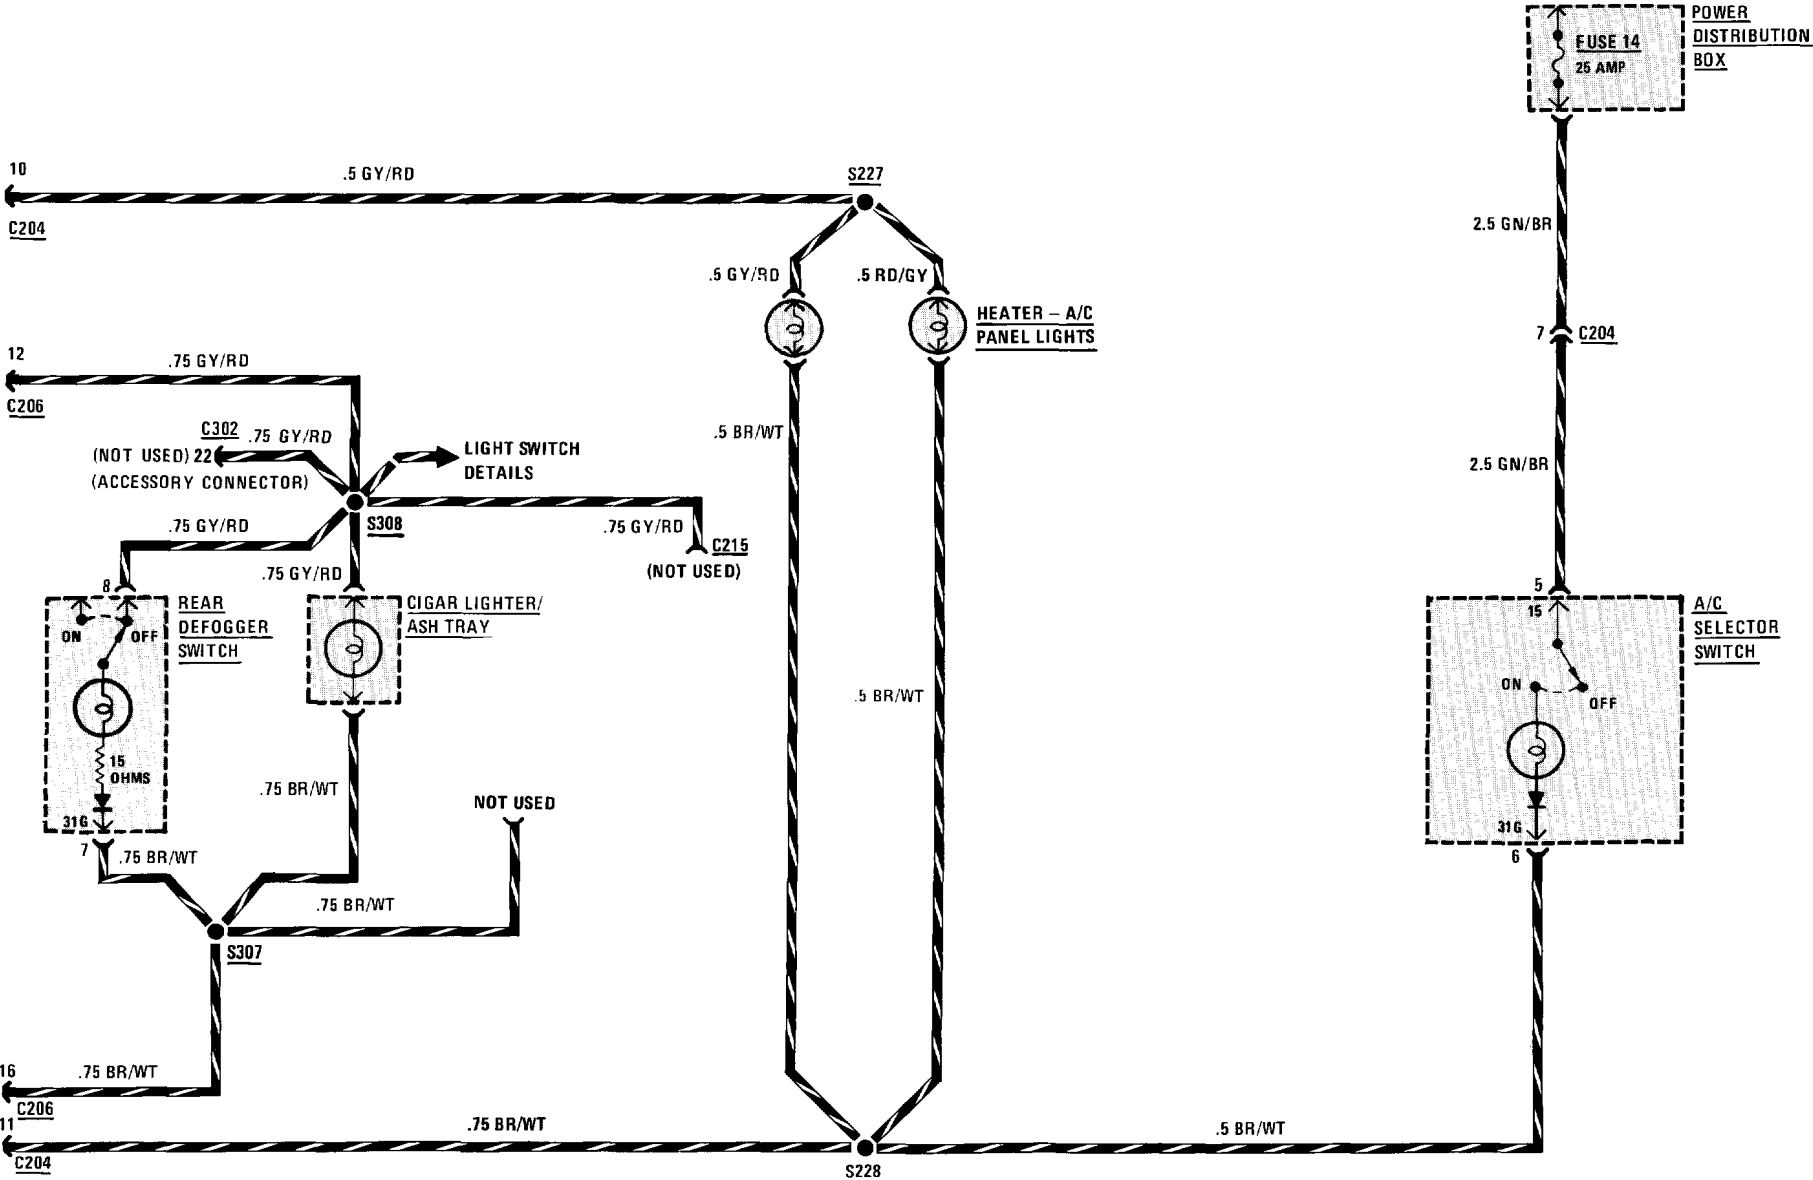 POWER
DISTRIBUTION
BOX
FUSE 14
25 AMP
10
.5 GY/RD
S227
C204
2.5 GN/BR
.5 GY/RD
.5 RD/GY
HEATER – A/C
PANEL LIGHTS
7
C204
12
.75 GY/RD
C206
C302
.75 GY/RD
(NOT USED) 22
(ACCESSORY CONNECTOR)
LIGHT SWITCH
DETAILS
.5 BR/WT
2.5 GN/BR
.75 GY/RD
S308
.75 GY/RD
C215
(NOT USED)
.75 GY/RD
8
5
REAR
DEFOGGER
SWITCH
ON
OFF
CIGAR LIGHTER/
ASH TRAY
15
A/C
SELECTOR
SWITCH
ON
OFF
.5 BR/WT
15
OHMS
31G
.75 BR/WT
NOT USED
31G
7
.75 BR/WT
6
.75 BR/WT
S307
16
.75 BR/WT
C206
11
.75 BR/WT
.5 BR/WT
C204
S228